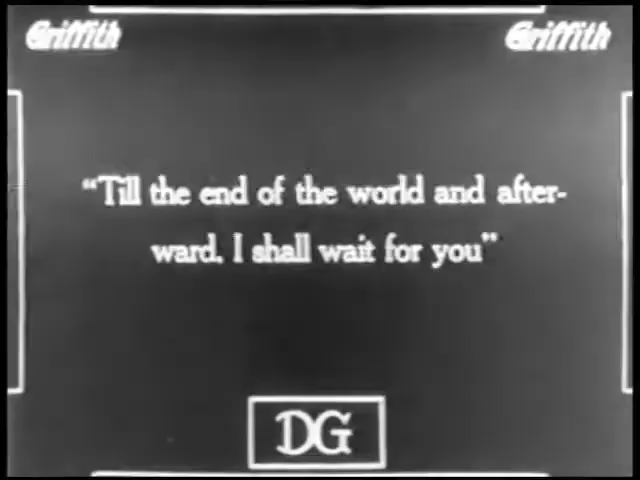 Griffith Griffith
“Till the end of the world and after-
ward, I shall wait for you”
DG